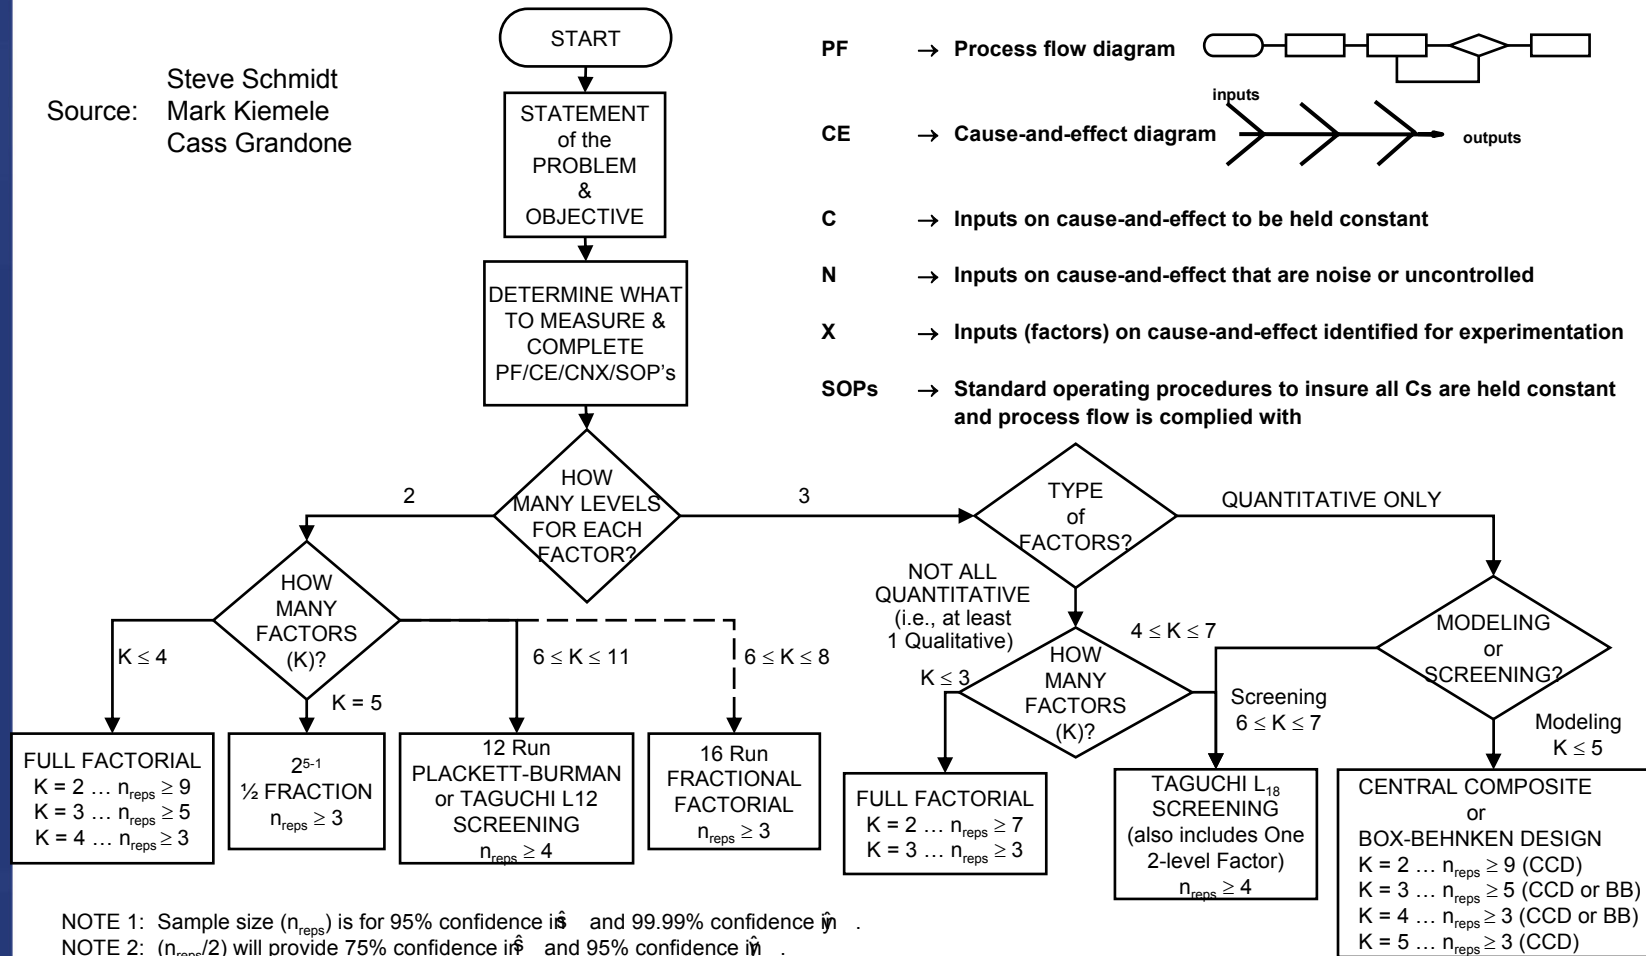 Source:
Steve Schmidt
Mark Kiemele
Cass Grandone
START
STATEMENT
of the
PROBLEM
&
OBJECTIVE
DETERMINE WHAT
TO MEASURE &
COMPLETE
PF/CE/CNX/SOP's
PF → Process flow diagram
inputs
CE → Cause-and-effect diagram
outputs
C → Inputs on cause-and-effect to be held constant
N → Inputs on cause-and-effect that are noise or uncontrolled
X → Inputs (factors) on cause-and-effect identified for experimentation
SOPs → Standard operating procedures to insure all Cs are held constant
and process flow is complied with
HOW
MANY LEVELS
FOR EACH
FACTOR?
2
3
HOW
MANY
FACTORS
(K)?
K ≤ 4
K = 5
6 ≤ K ≤ 11
6 ≤ K ≤ 8
FULL FACTORIAL
K = 2 … nreps ≥ 9
K = 3 … nreps ≥ 5
K = 4 … nreps ≥ 3
2⁵⁻¹
½ FRACTION
nreps ≥ 3
12 Run
PLACKETT-BURMAN
or TAGUCHI L12
SCREENING
nreps ≥ 4
16 Run
FRACTIONAL
FACTORIAL
nreps ≥ 3
TYPE
of
FACTORS?
QUANTITATIVE ONLY
NOT ALL
QUANTITATIVE
(i.e., at least
1 Qualitative)
HOW
MANY
FACTORS
(K)?
K ≤ 3
4 ≤ K ≤ 7
MODELING
or
SCREENING?
Screening
6 ≤ K ≤ 7
Modeling
K ≤ 5
FULL FACTORIAL
K = 2 … nreps ≥ 7
K = 3 … nreps ≥ 3
TAGUCHI L₁₈
SCREENING
(also includes One
2-level Factor)
nreps ≥ 4
CENTRAL COMPOSITE
or
BOX-BEHNKEN DESIGN
K = 2 … nreps ≥ 9 (CCD)
K = 3 … nreps ≥ 5 (CCD or BB)
K = 4 … nreps ≥ 3 (CCD or BB)
K = 5 … nreps ≥ 3 (CCD)
NOTE 1: Sample size (nreps) is for 95% confidence in ŝ and 99.99% confidence in ŷ .
NOTE 2: (nreps/2) will provide 75% confidence in ŝ and 95% confidence in ŷ .